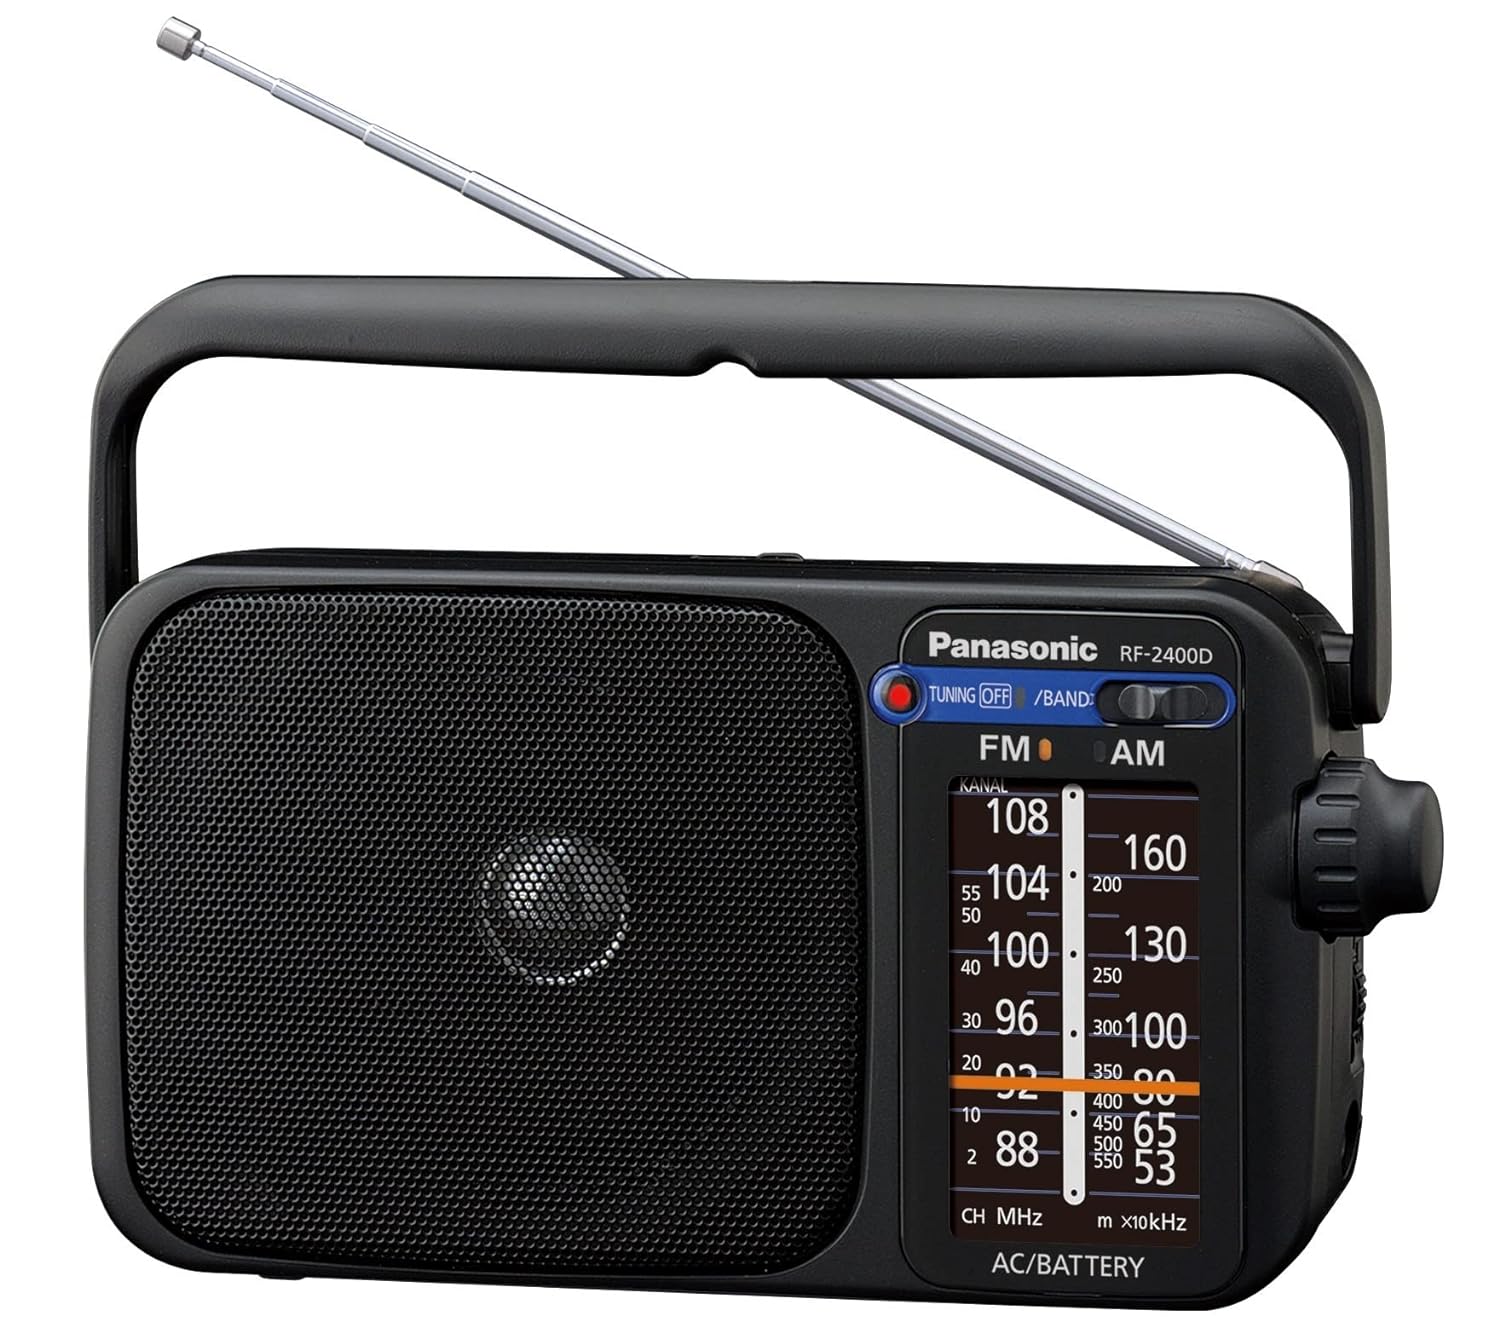 Panasonic RF-2400D
TUNING OFF /BAND
FM AM
KANAL
108
160
55 104 200
50
100 130
40 250
30 96 300 100
20 350
92 80
400
10 450 65
500
2 88 550 53
CH MHz m ×10kHz
AC/BATTERY